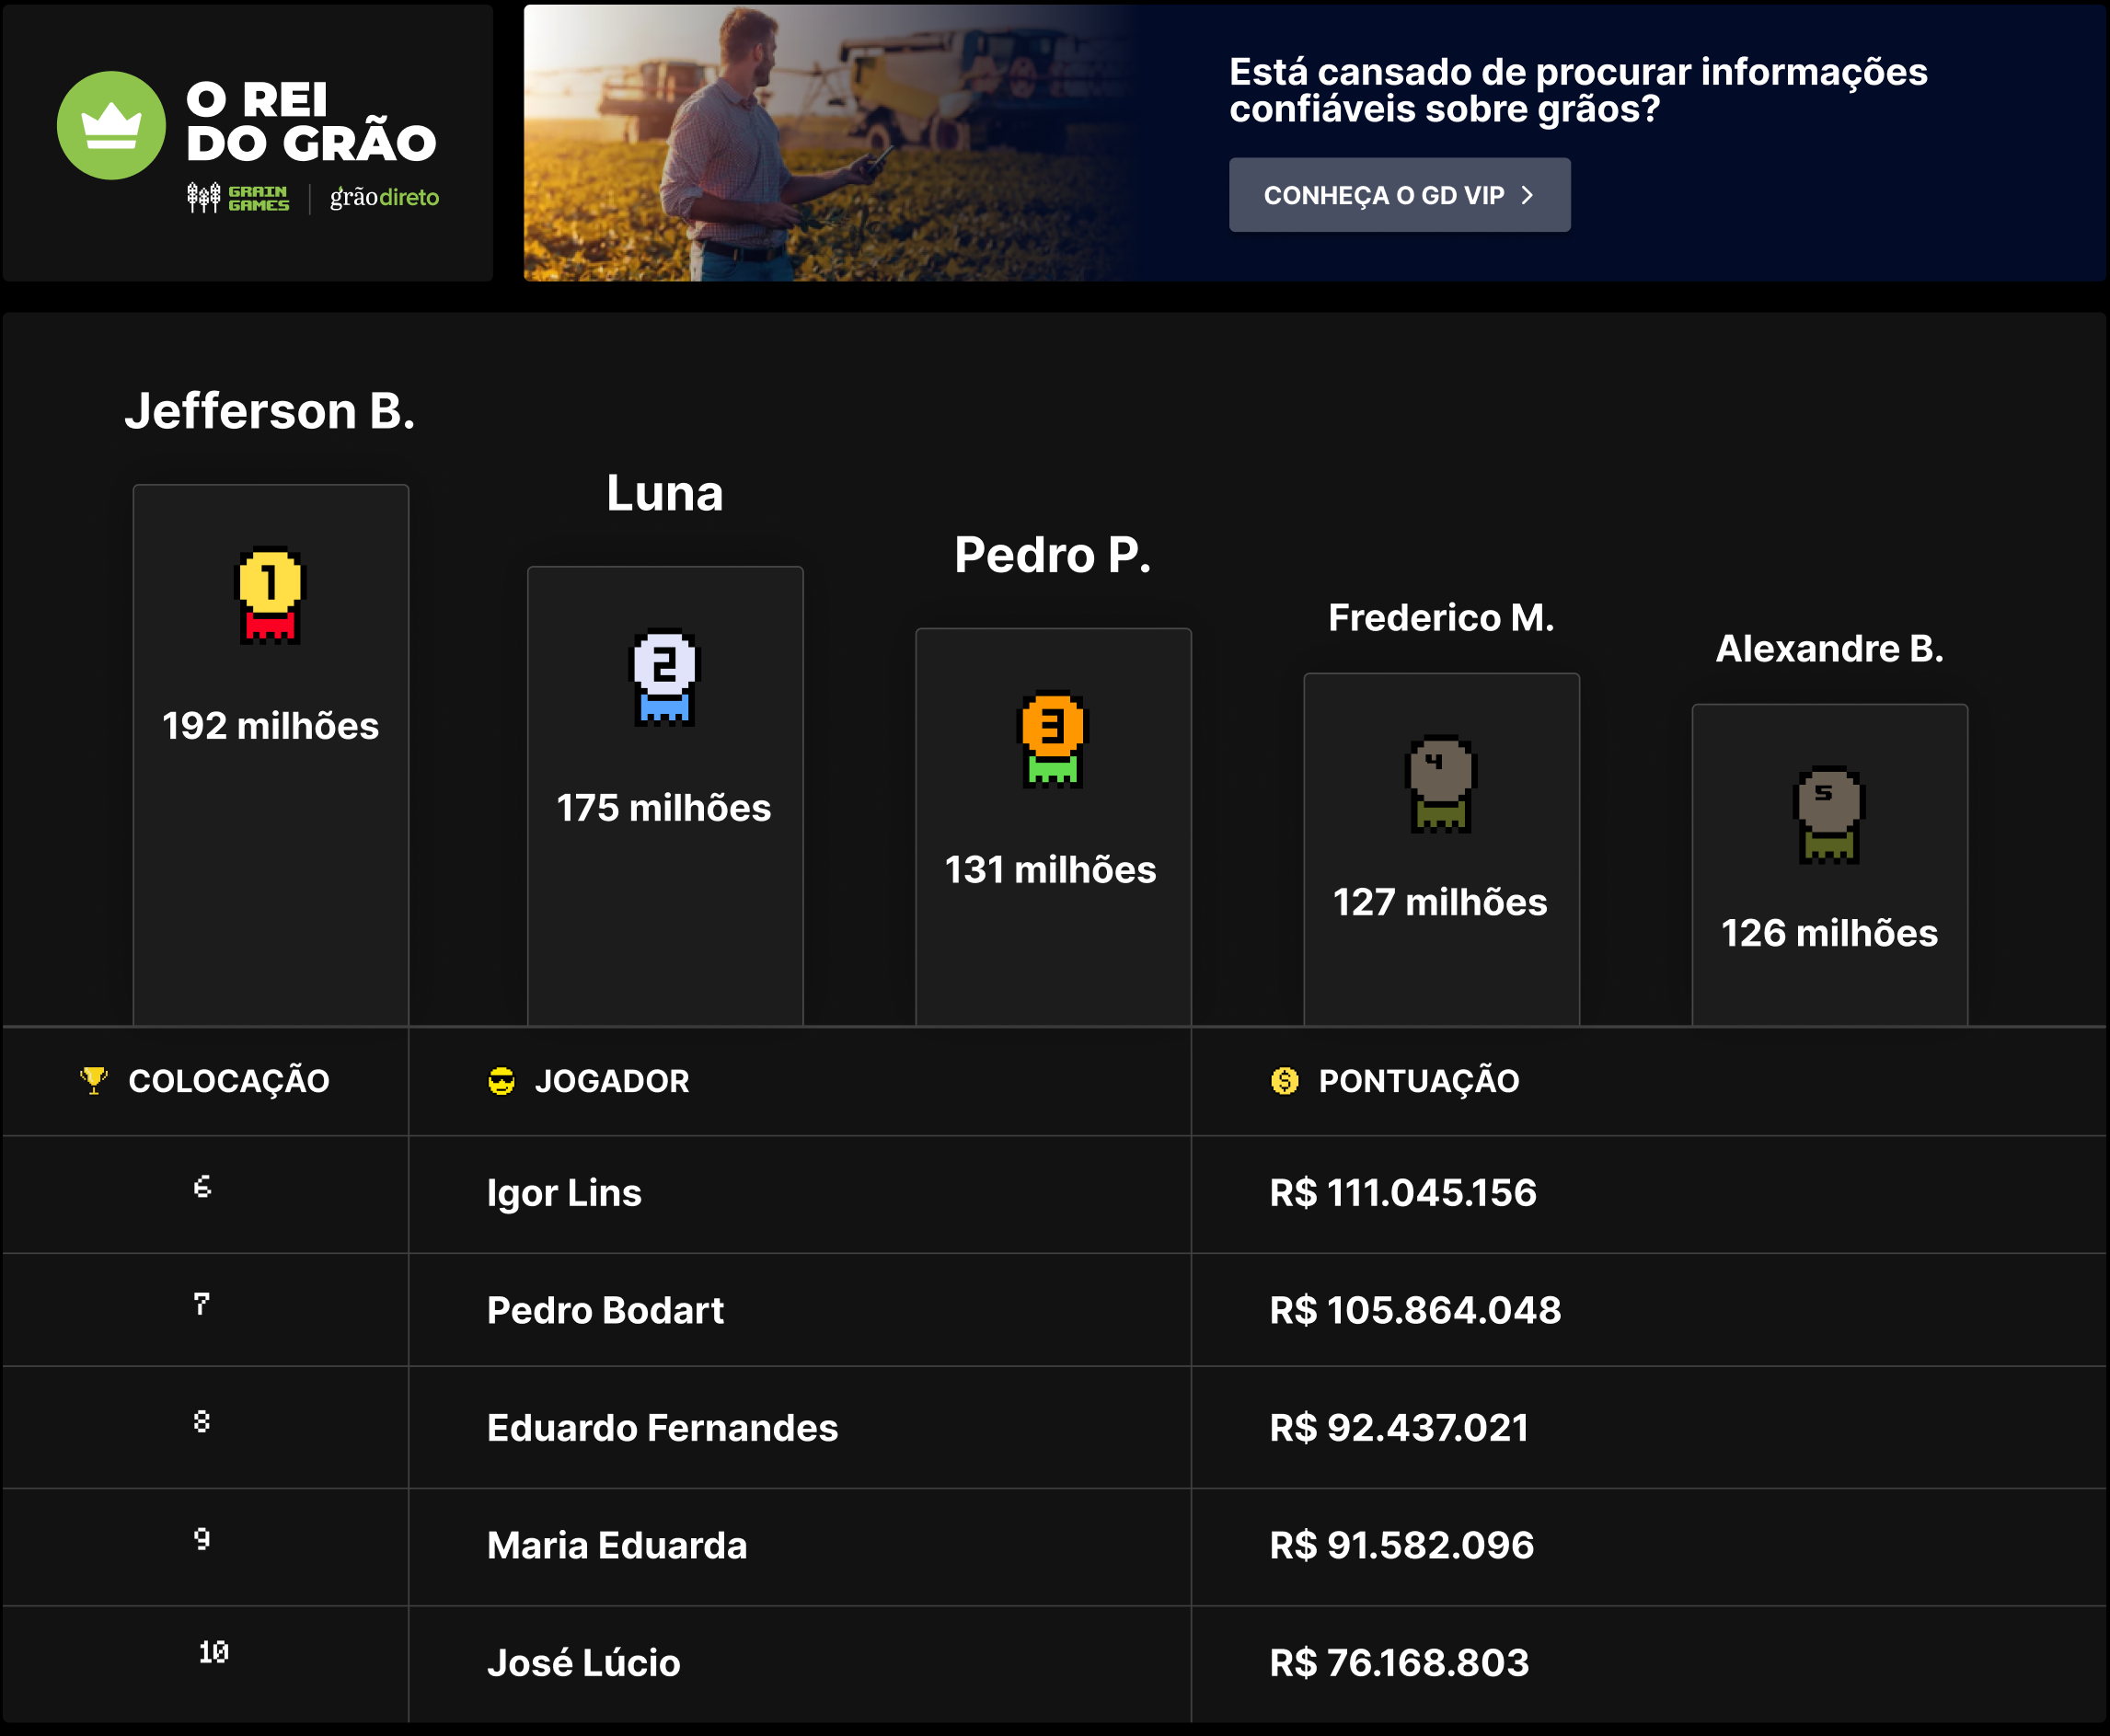 O REI
DO GRÃO
GRAIN
GAMES
grãodireto
Está cansado de procurar informações
confiáveis sobre grãos?
CONHEÇA O GD VIP
Jefferson B.
1
192 milhões
Luna
2
175 milhões
Pedro P.
3
131 milhões
Frederico M.
4
127 milhões
Alexandre B.
5
126 milhões
COLOCAÇÃO JOGADOR PONTUAÇÃO
6 Igor Lins R$ 111.045.156
7 Pedro Bodart R$ 105.864.048
8 Eduardo Fernandes R$ 92.437.021
9 Maria Eduarda R$ 91.582.096
10 José Lúcio R$ 76.168.803